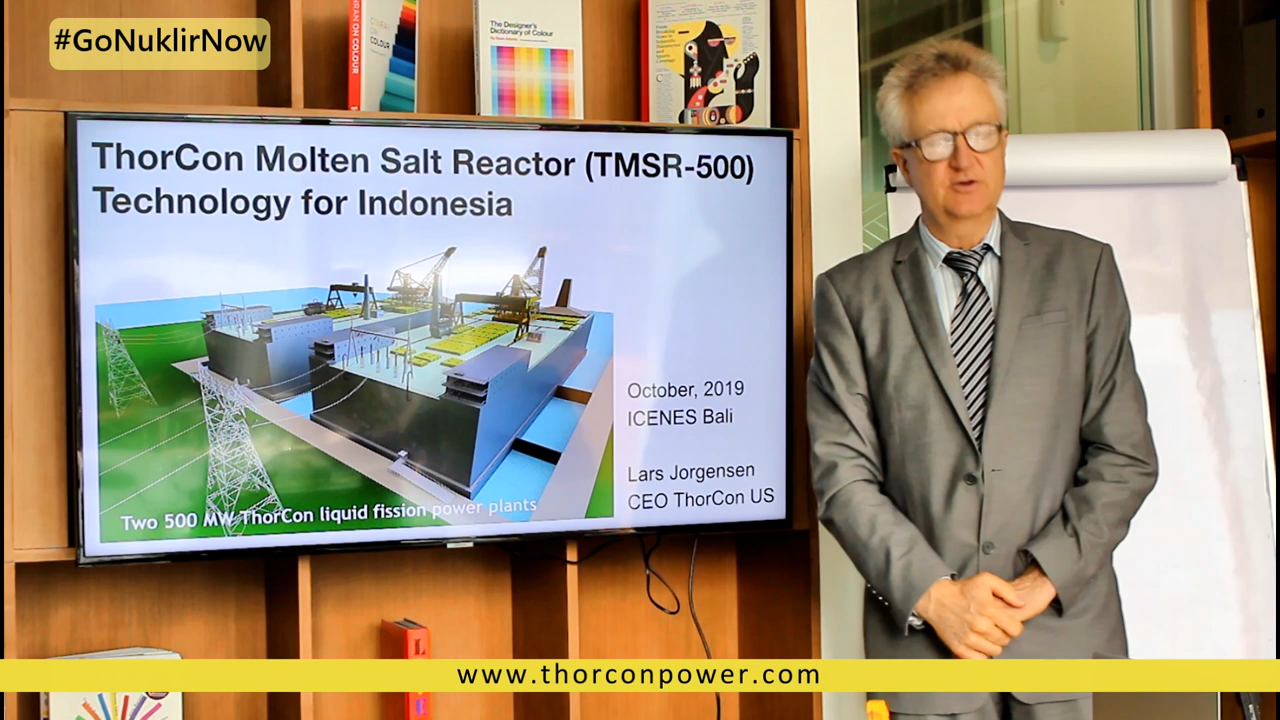 #GoNuklirNow
COLOUR
The Designer's
Dictionary of Colour
ThorCon Molten Salt Reactor (TMSR-500)
Technology for Indonesia
October, 2019
ICENES Bali
Lars Jorgensen
CEO ThorCon US
Two 500 MW ThorCon liquid fission power plants
www.thorconpower.com